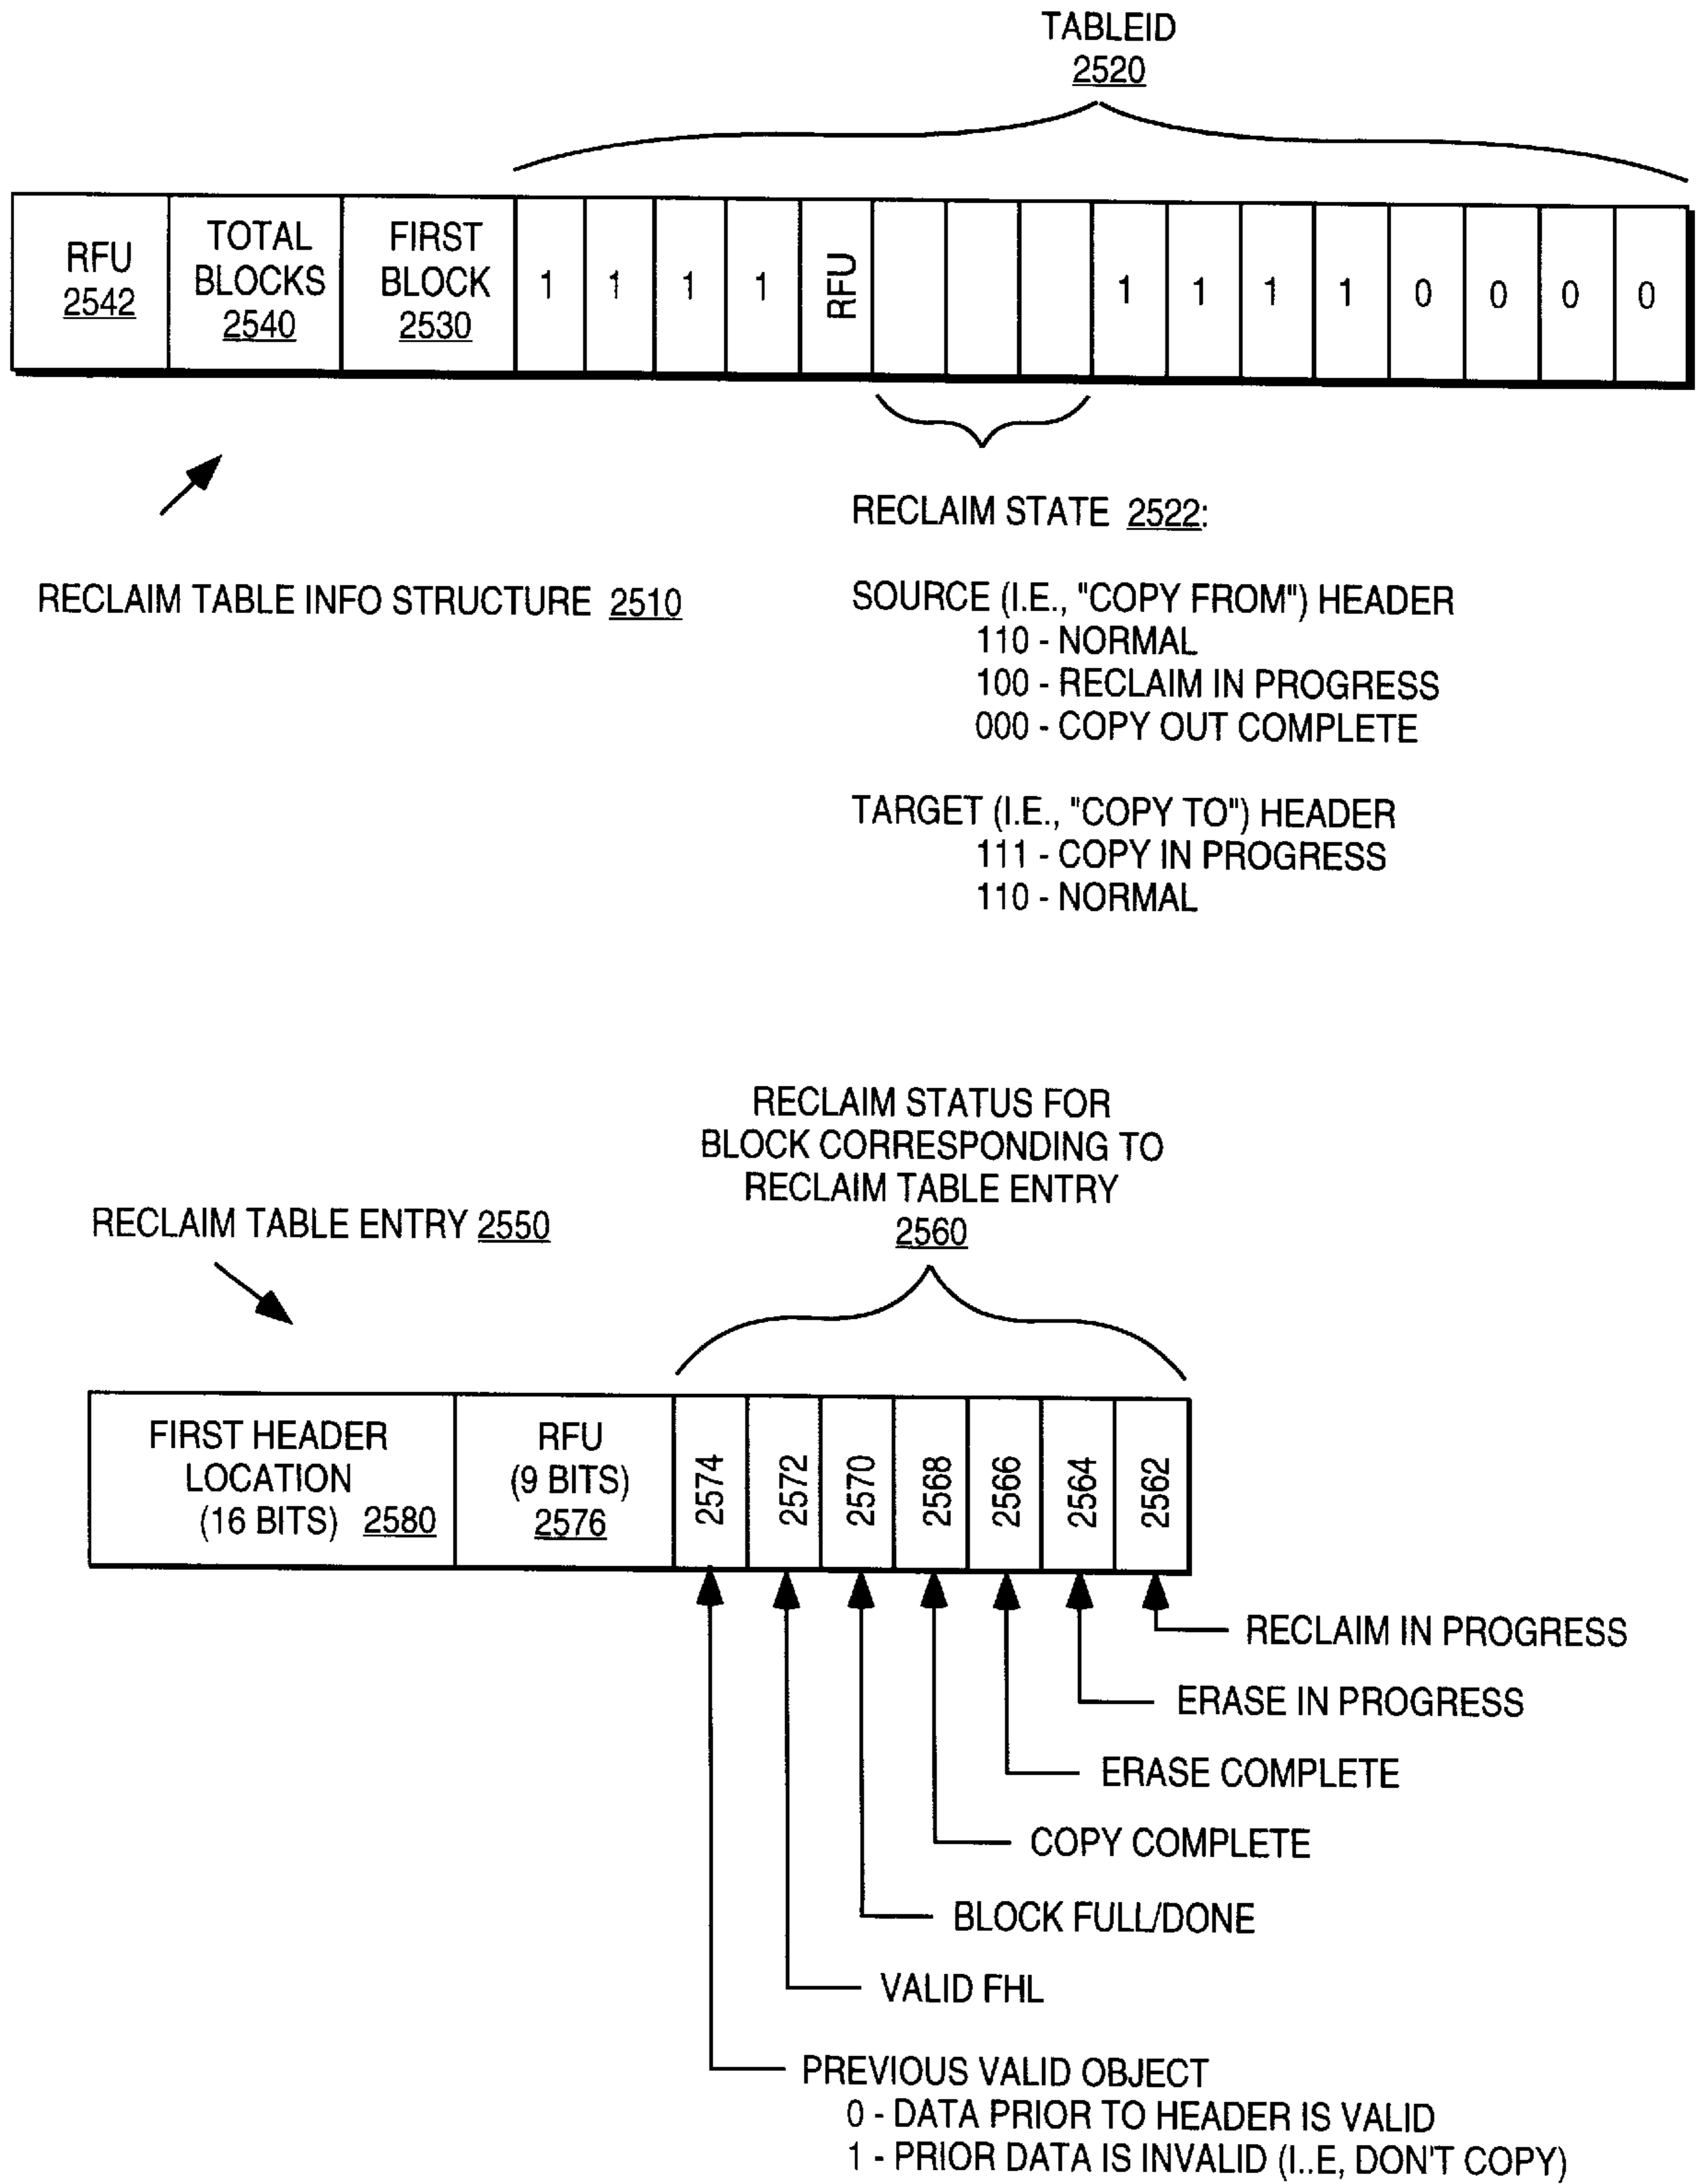 TABLEID
2520
RFU
2542
TOTAL
BLOCKS
2540
FIRST
BLOCK
2530
1 1 1 1 RFU 1 1 1 1 0 0 0 0
RECLAIM TABLE INFO STRUCTURE 2510
RECLAIM STATE 2522:
SOURCE (I.E., "COPY FROM") HEADER
110 - NORMAL
100 - RECLAIM IN PROGRESS
000 - COPY OUT COMPLETE
TARGET (I.E., "COPY TO") HEADER
111 - COPY IN PROGRESS
110 - NORMAL
RECLAIM STATUS FOR
BLOCK CORRESPONDING TO
RECLAIM TABLE ENTRY
2560
RECLAIM TABLE ENTRY 2550
FIRST HEADER
LOCATION
(16 BITS) 2580
RFU
(9 BITS)
2576
2574 2572 2570 2568 2566 2564 2562
RECLAIM IN PROGRESS
ERASE IN PROGRESS
ERASE COMPLETE
COPY COMPLETE
BLOCK FULL/DONE
VALID FHL
PREVIOUS VALID OBJECT
0 - DATA PRIOR TO HEADER IS VALID
1 - PRIOR DATA IS INVALID (I..E, DON'T COPY)